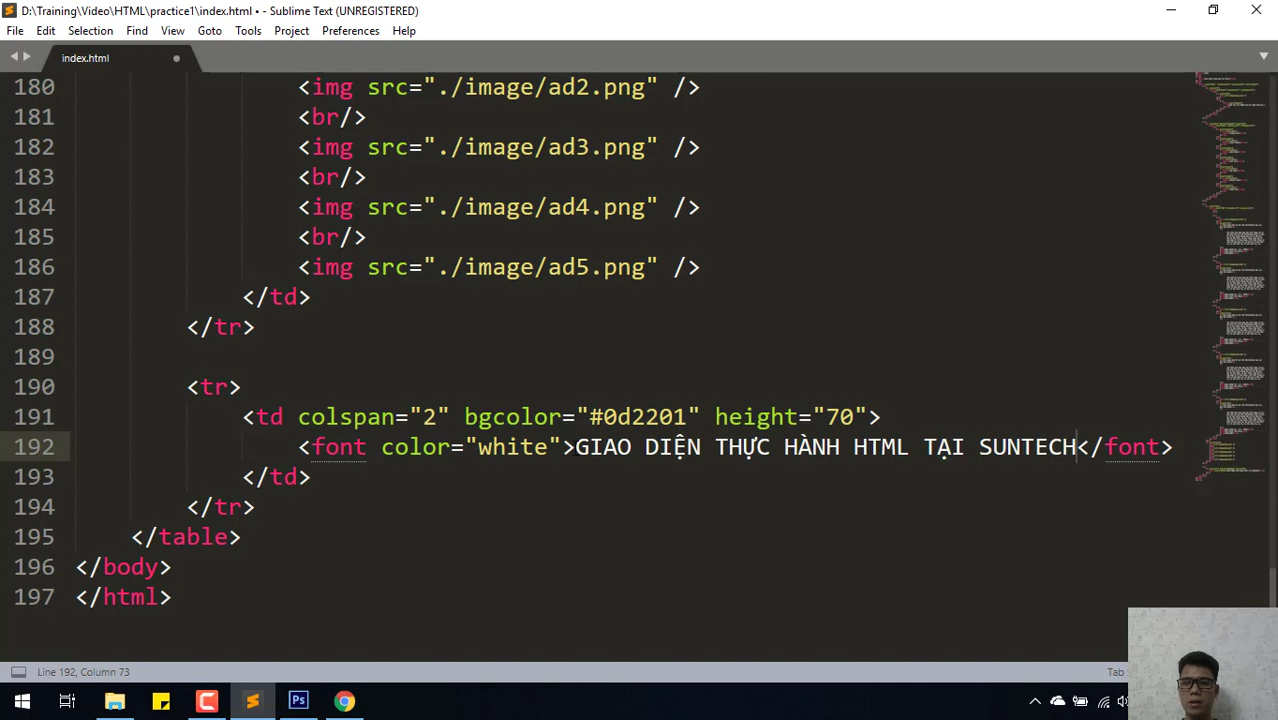 D:\Training\Video\HTML\practice1\index.html • - Sublime Text (UNREGISTERED)
File Edit Selection Find View Goto Tools Project Preferences Help
index.html
180 <img src="./image/ad2.png" />
181 <br/>
182 <img src="./image/ad3.png" />
183 <br/>
184 <img src="./image/ad4.png" />
185 <br/>
186 <img src="./image/ad5.png" />
187 </td>
188 </tr>
189
190 <tr>
191 <td colspan="2" bgcolor="#0d2201" height="70">
192 <font color="white">GIAO DIỆN THỰC HÀNH HTML TẠI SUNTECH</font>
193 </td>
194 </tr>
195 </table>
196 </body>
197 </html>
Line 192, Column 73
Tab
Ps